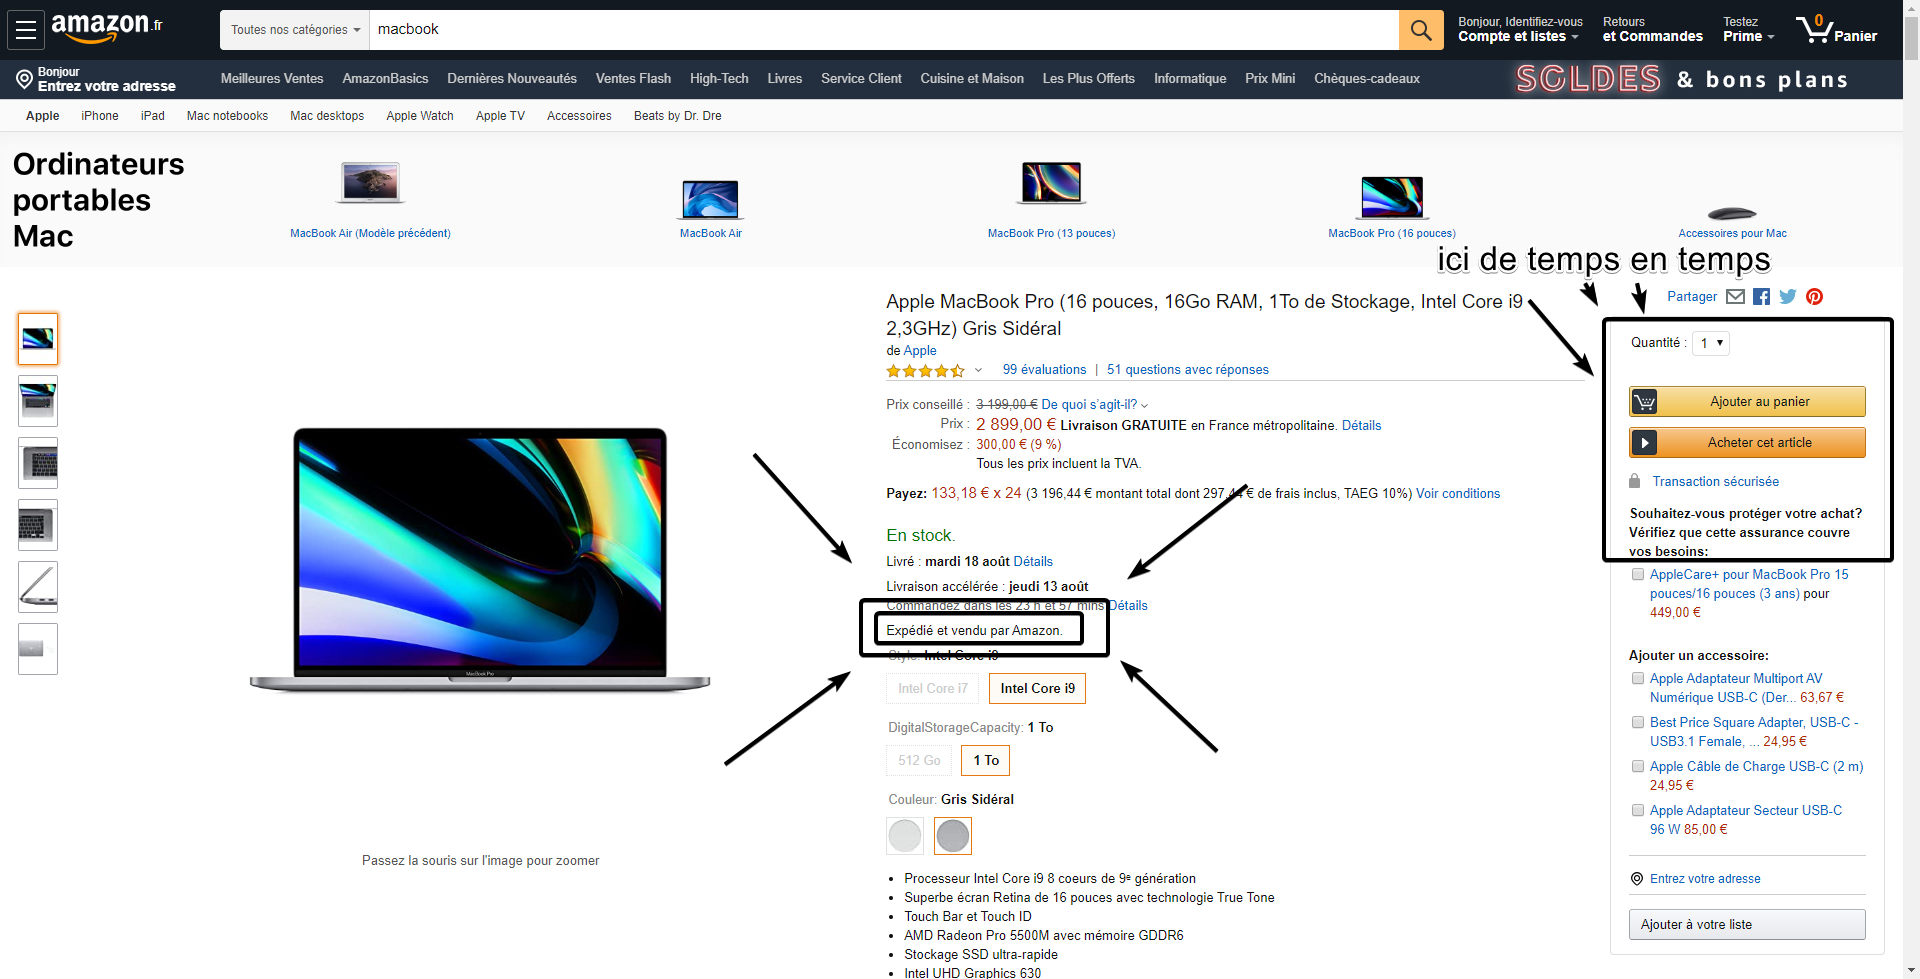 amazon.fr
Toutes nos catégories
macbook
Bonjour, Identifiez-vous
Compte et listes
Retours
et Commandes
Testez
Prime
0
Panier
Bonjour
Entrez votre adresse
Meilleures Ventes
AmazonBasics
Dernières Nouveautés
Ventes Flash
High-Tech
Livres
Service Client
Cuisine et Maison
Les Plus Offerts
Informatique
Prix Mini
Chèques-cadeaux
SOLDES & bons plans
Apple
iPhone
iPad
Mac notebooks
Mac desktops
Apple Watch
Apple TV
Accessoires
Beats by Dr. Dre
Ordinateurs
portables
Mac
MacBook Air (Modèle précédent)
MacBook Air
MacBook Pro (13 pouces)
MacBook Pro (16 pouces)
Accessoires pour Mac
ici de temps en temps
Apple MacBook Pro (16 pouces, 16Go RAM, 1To de Stockage, Intel Core i9
2,3GHz) Gris Sidéral
de Apple
99 évaluations | 51 questions avec réponses
Prix conseillé : 3 199,00 € De quoi s'agit-il?
Prix : 2 899,00 € Livraison GRATUITE en France métropolitaine. Détails
Économisez : 300,00 € (9 %)
Tous les prix incluent la TVA.
Payez: 133,18 € x 24 (3 196,44 € montant total dont 297,44 € de frais inclus, TAEG 10%) Voir conditions
En stock.
Livré : mardi 18 août Détails
Livraison accélérée : jeudi 13 août
Commandez dans les 23 h et 57 mins Détails
Expédié et vendu par Amazon.
Style: Intel Core i9
Intel Core i7
Intel Core i9
DigitalStorageCapacity: 1 To
512 Go
1 To
Couleur: Gris Sidéral
Processeur Intel Core i9 8 coeurs de 9ᵉ génération
Superbe écran Retina de 16 pouces avec technologie True Tone
Touch Bar et Touch ID
AMD Radeon Pro 5500M avec mémoire GDDR6
Stockage SSD ultra-rapide
Intel UHD Graphics 630
MacBook Pro
Passez la souris sur l'image pour zoomer
Partager
Quantité : 1
Ajouter au panier
Acheter cet article
Transaction sécurisée
Souhaitez-vous protéger votre achat?
Vérifiez que cette assurance couvre
vos besoins:
AppleCare+ pour MacBook Pro 15
pouces/16 pouces (3 ans) pour
449,00 €
Ajouter un accessoire:
Apple Adaptateur Multiport AV
Numérique USB-C (Der... 63,67 €
Best Price Square Adapter, USB-C -
USB3.1 Female, ... 24,95 €
Apple Câble de Charge USB-C (2 m)
24,95 €
Apple Adaptateur Secteur USB-C
96 W 85,00 €
Entrez votre adresse
Ajouter à votre liste